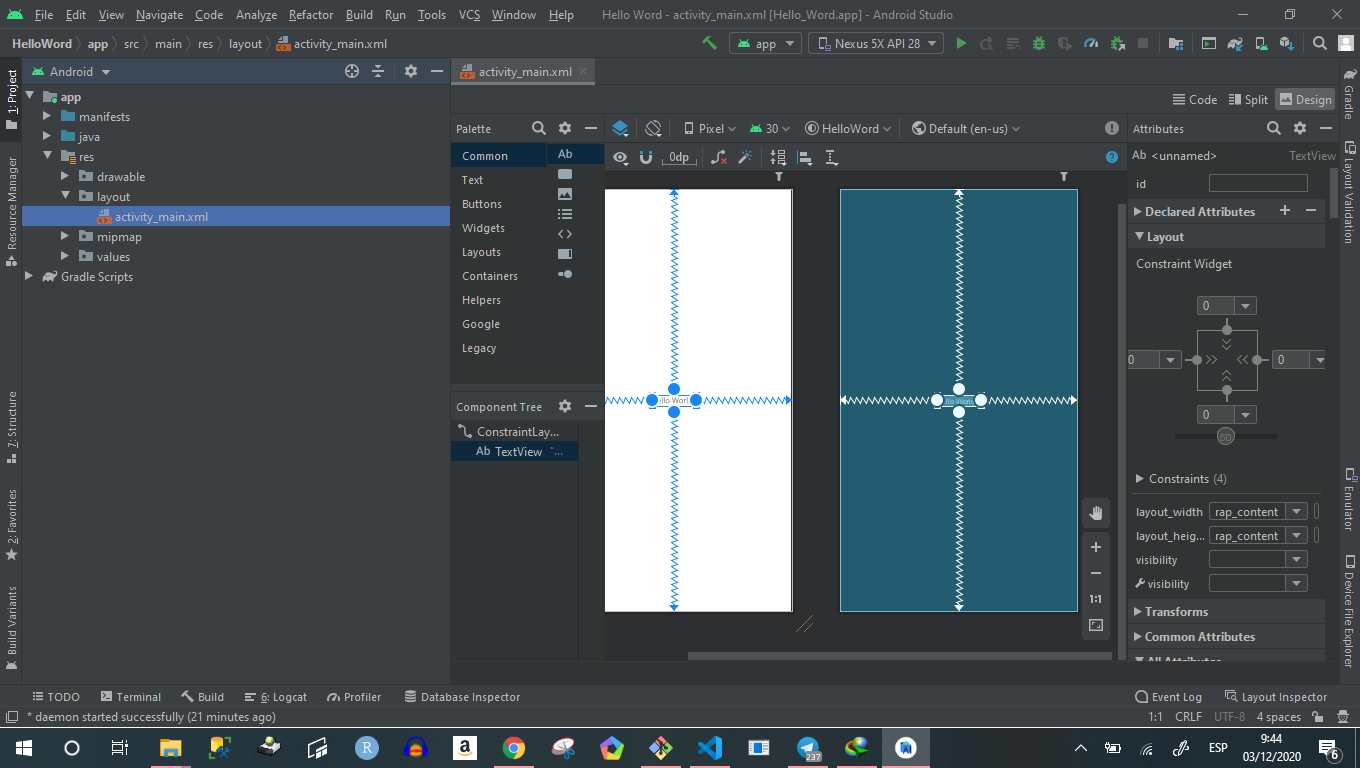 File Edit View Navigate Code Analyze Refactor Build Run Tools VCS Window Help Hello Word - activity_main.xml [Hello_Word.app] - Android Studio
HelloWord app src main res layout activity_main.xml app Nexus 5X API 28
1: Project
Resource Manager
7: Structure
2: Favorites
Build Variants
Android
app
manifests
java
res
drawable
layout
activity_main.xml
mipmap
values
Gradle Scripts
activity_main.xml
Code Split Design
Palette
Common
Text
Buttons
Widgets
Layouts
Containers
Helpers
Google
Legacy
Ab
Component Tree
ConstraintLay...
Ab TextView "...
Pixel 30 HelloWord Default (en-us)
0dp
1:1
Attributes
Ab <unnamed> TextView
id
Declared Attributes
Layout
Constraint Widget
0
0
0
0
50
Constraints (4)
layout_width rap_content
layout_heig... rap_content
visibility
visibility
Transforms
Common Attributes
All Attributes
Gradle
Layout Validation
Emulator
Device File Explorer
TODO Terminal Build 6: Logcat Profiler Database Inspector Event Log Layout Inspector
* daemon started successfully (21 minutes ago) 1:1 CRLF UTF-8 4 spaces
R a 237 ESP
9:44
03/12/2020
6